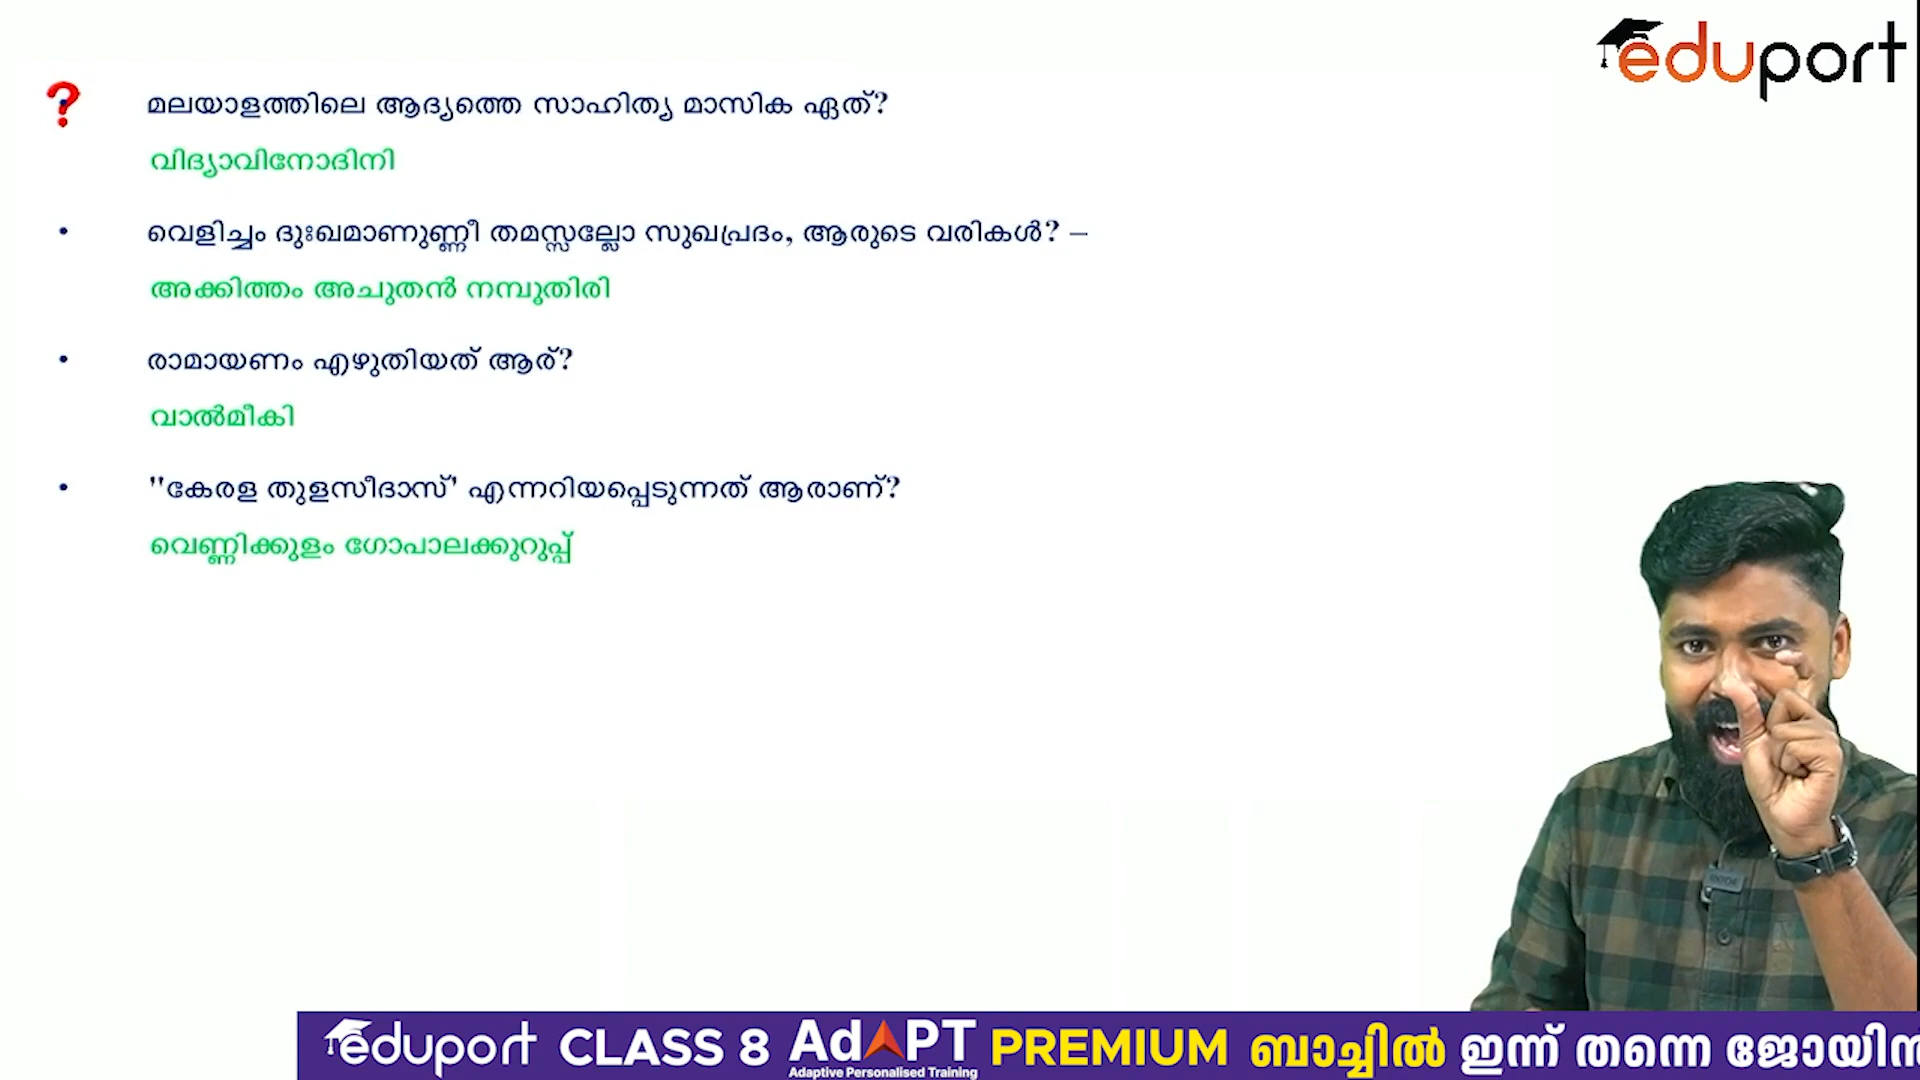 eduport
? മലയാളത്തിലെ ആദ്യത്തെ സാഹിത്യ മാസിക ഏത്?
വിദ്യാവിനോദിനി
• വെളിച്ചം ദുഃഖമാണുണ്ണീ തമസ്സല്ലോ സുഖപ്രദം, ആരുടെ വരികൾ? –
അക്കിത്തം അചുതൻ നമ്പൂതിരി
• രാമായണം എഴുതിയത് ആര്?
വാൽമീകി
• "കേരള തുളസീദാസ്' എന്നറിയപ്പെടുന്നത് ആരാണ്?
വെണ്ണിക്കുളം ഗോപാലക്കുറുപ്പ്
eduport CLASS 8 AdAPT PREMIUM ബാച്ചിൽ ഇന്ന് തന്നെ ജോയിൻ
Adaptive Personalised Training